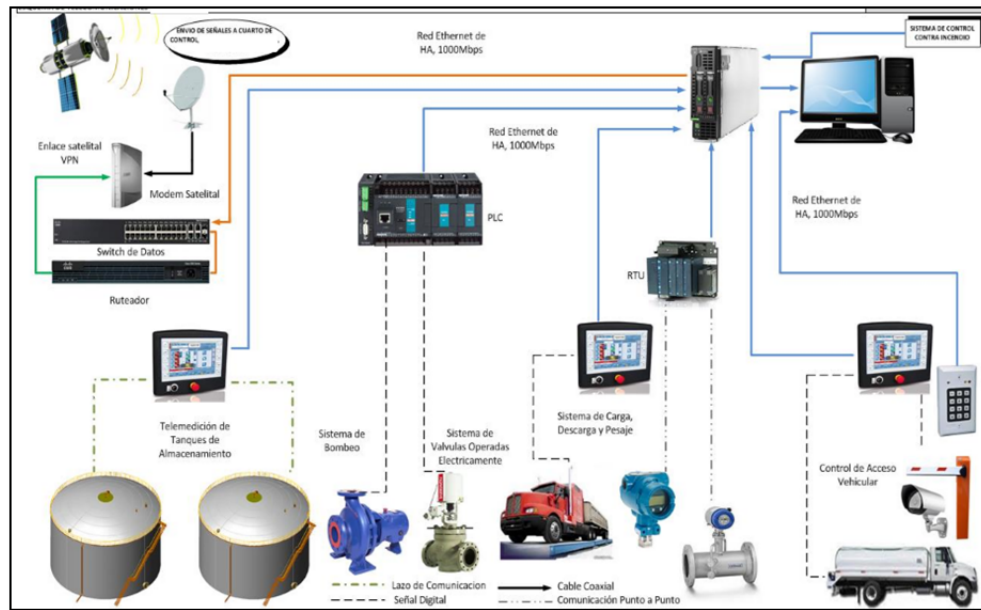 ENVIO DE SEÑALES A CUARTO DE
CONTROL
Red Ethernet de
HA, 1000Mbps
SISTEMA DE CONTROL
CONTRA INCENDIO
Enlace satelital
VPN
Modem Satelital
Red Ethernet de
HA, 1000Mbps
PLC
Red Ethernet de
HA, 1000Mbps
Switch de Datos
Ruteador
RTU
Telemedición de
Tanques de
Almacenamiento
Sistema de
Bombeo
Sistema de
Valvulas Operadas
Electricamente
Sistema de Carga,
Descarga y Pesaje
Control de Acceso
Vehicular
Lazo de Comunicacion
Cable Coaxial
Señal Digital
Comunicación Punto a Punto